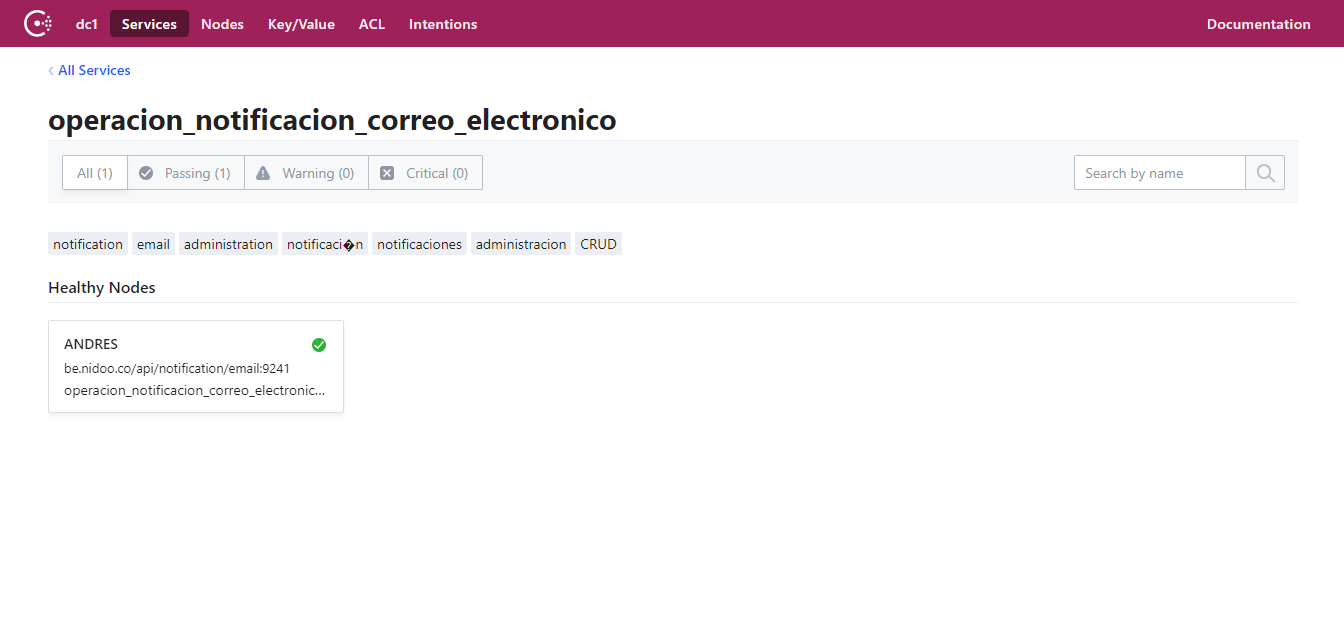 dc1 Services Nodes Key/Value ACL Intentions Documentation
All Services
operacion_notificacion_correo_electronico
All (1) Passing (1) Warning (0) Critical (0) Search by name
notification email administration notificaci�n notificaciones administracion CRUD
Healthy Nodes
ANDRES
be.nidoo.co/api/notification/email:9241
operacion_notificacion_correo_electronic...